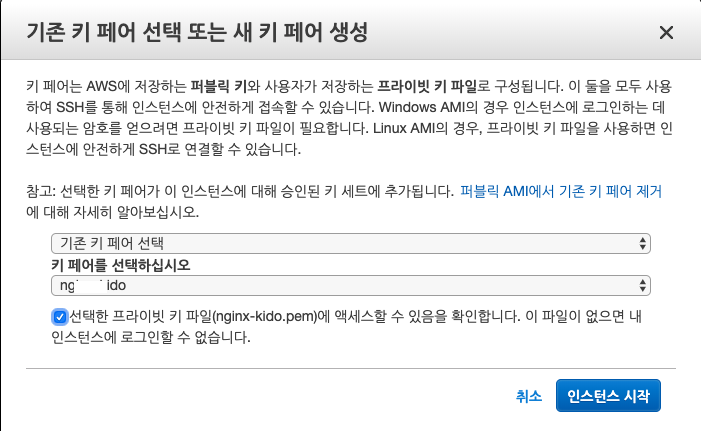 기존 키 페어 선택 또는 새 키 페어 생성
키 페어는 AWS에 저장하는 퍼블릭 키와 사용자가 저장하는 프라이빗 키 파일로 구성됩니다. 이 둘을 모두 사용
하여 SSH를 통해 인스턴스에 안전하게 접속할 수 있습니다. Windows AMI의 경우 인스턴스에 로그인하는 데
사용되는 암호를 얻으려면 프라이빗 키 파일이 필요합니다. Linux AMI의 경우, 프라이빗 키 파일을 사용하면 인
스턴스에 안전하게 SSH로 연결할 수 있습니다.
참고: 선택한 키 페어가 이 인스턴스에 대해 승인된 키 세트에 추가됩니다. 퍼블릭 AMI에서 기존 키 페어 제거
에 대해 자세히 알아보십시오.
기존 키 페어 선택
키 페어를 선택하십시오
선택한 프라이빗 키 파일(nginx-kido.pem)에 액세스할 수 있음을 확인합니다. 이 파일이 없으면 내
인스턴스에 로그인할 수 없습니다.
취소 인스턴스 시작